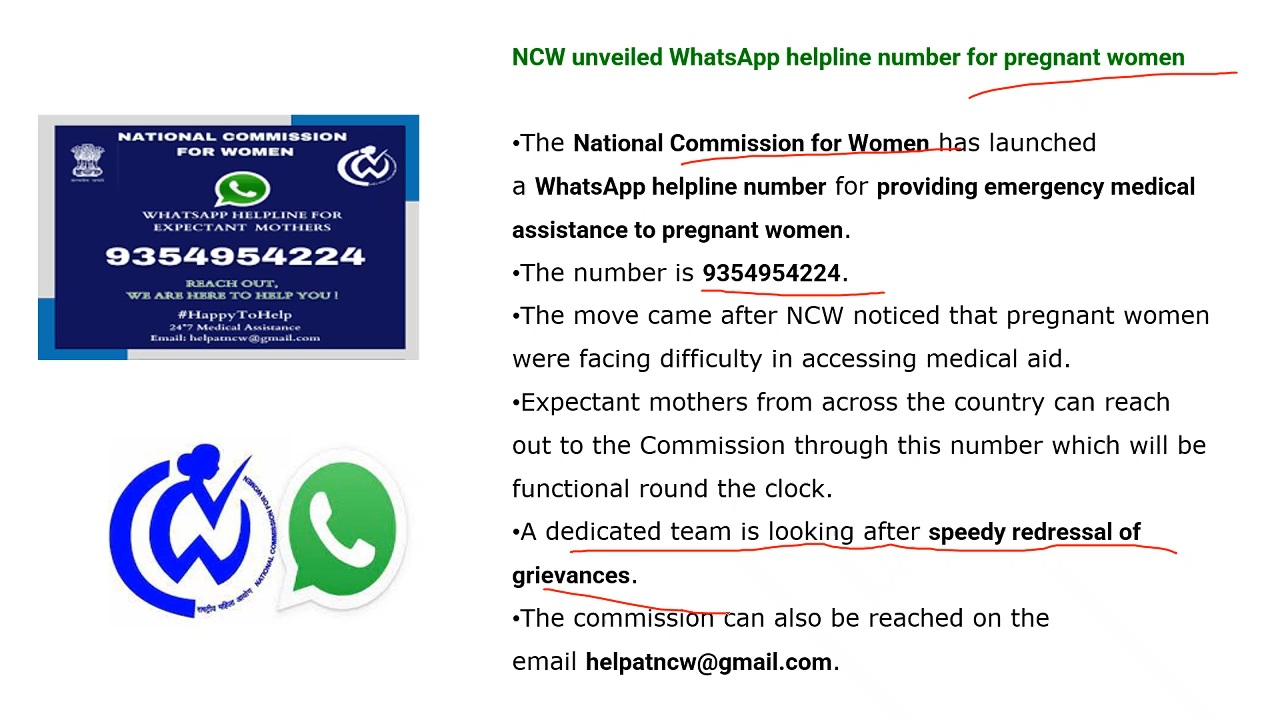 NCW unveiled WhatsApp helpline number for pregnant women
NATIONAL COMMISSION
FOR WOMEN
WHATSAPP HELPLINE FOR
EXPECTANT MOTHERS
9354954224
REACH OUT,
WE ARE HERE TO HELP YOU !
#HappyToHelp
24*7 Medical Assistance
Email: helpatncw@gmail.com
•The National Commission for Women has launched
a WhatsApp helpline number for providing emergency medical
assistance to pregnant women.
•The number is 9354954224.
•The move came after NCW noticed that pregnant women
were facing difficulty in accessing medical aid.
•Expectant mothers from across the country can reach
out to the Commission through this number which will be
functional round the clock.
•A dedicated team is looking after speedy redressal of
grievances.
•The commission can also be reached on the
email helpatncw@gmail.com.
राष्ट्रीय महिला आयोग
NATIONAL COMMISSION FOR WOMEN